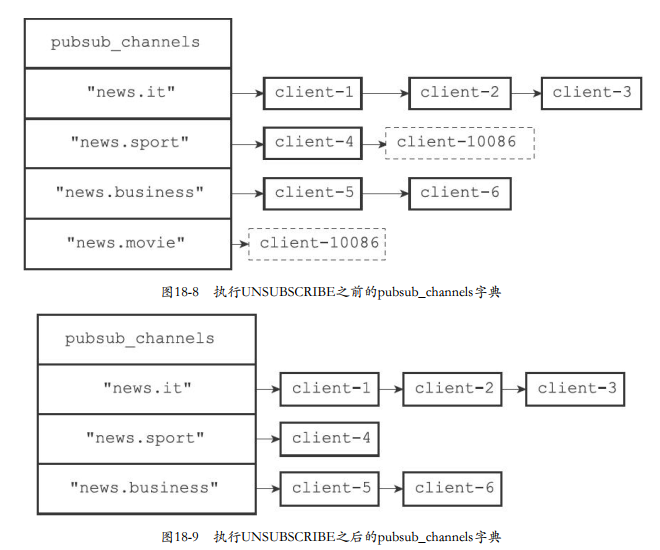 pubsub_channels
"news.it" client-1 client-2 client-3
"news.sport" client-4 client-10086
"news.business" client-5 client-6
"news.movie" client-10086
图18-8 执行UNSUBSCRIBE之前的pubsub_channels字典
pubsub_channels
"news.it" client-1 client-2 client-3
"news.sport" client-4
"news.business" client-5 client-6
图18-9 执行UNSUBSCRIBE之后的pubsub_channels字典